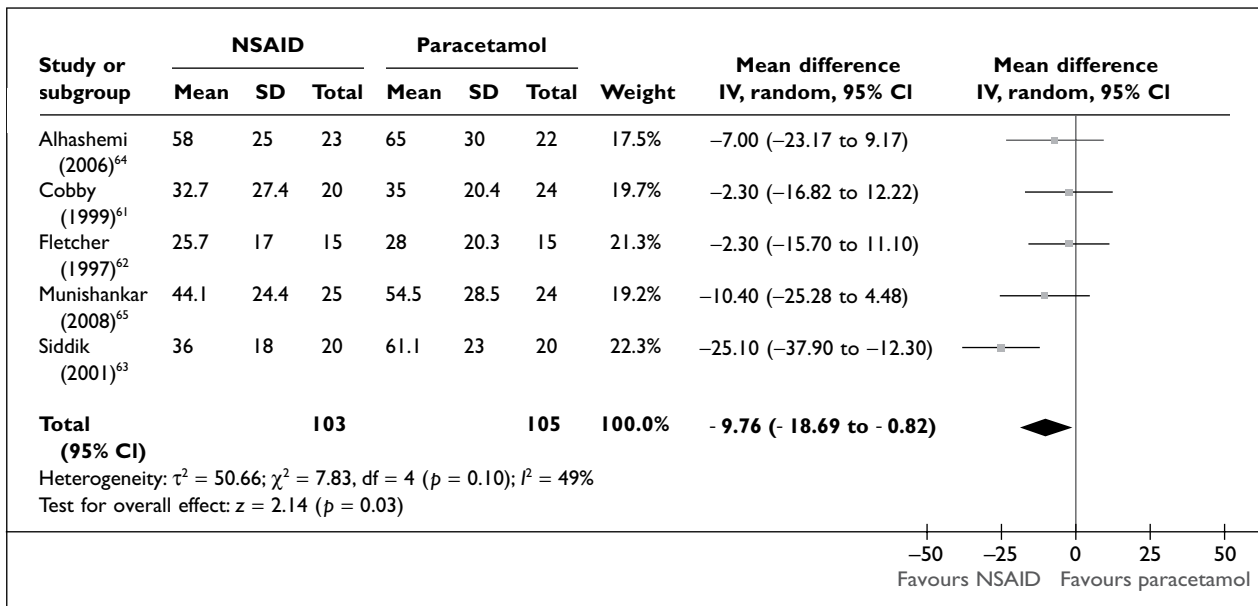 NSAID Paracetamol
Study or subgroup Mean SD Total Mean SD Total Weight Mean difference IV, random, 95% CI Mean difference IV, random, 95% CI
Alhashemi (2006)⁶⁴ 58 25 23 65 30 22 17.5% −7.00 (−23.17 to 9.17)
Cobby (1999)⁶¹ 32.7 27.4 20 35 20.4 24 19.7% −2.30 (−16.82 to 12.22)
Fletcher (1997)⁶² 25.7 17 15 28 20.3 15 21.3% −2.30 (−15.70 to 11.10)
Munishankar (2008)⁶⁵ 44.1 24.4 25 54.5 28.5 24 19.2% −10.40 (−25.28 to 4.48)
Siddik (2001)⁶³ 36 18 20 61.1 23 20 22.3% −25.10 (−37.90 to −12.30)
Total (95% CI) 103 105 100.0% - 9.76 (- 18.69 to - 0.82)
Heterogeneity: τ² = 50.66; χ² = 7.83, df = 4 (p = 0.10); I² = 49%
Test for overall effect: z = 2.14 (p = 0.03)
−50 −25 0 25 50
Favours NSAID Favours paracetamol